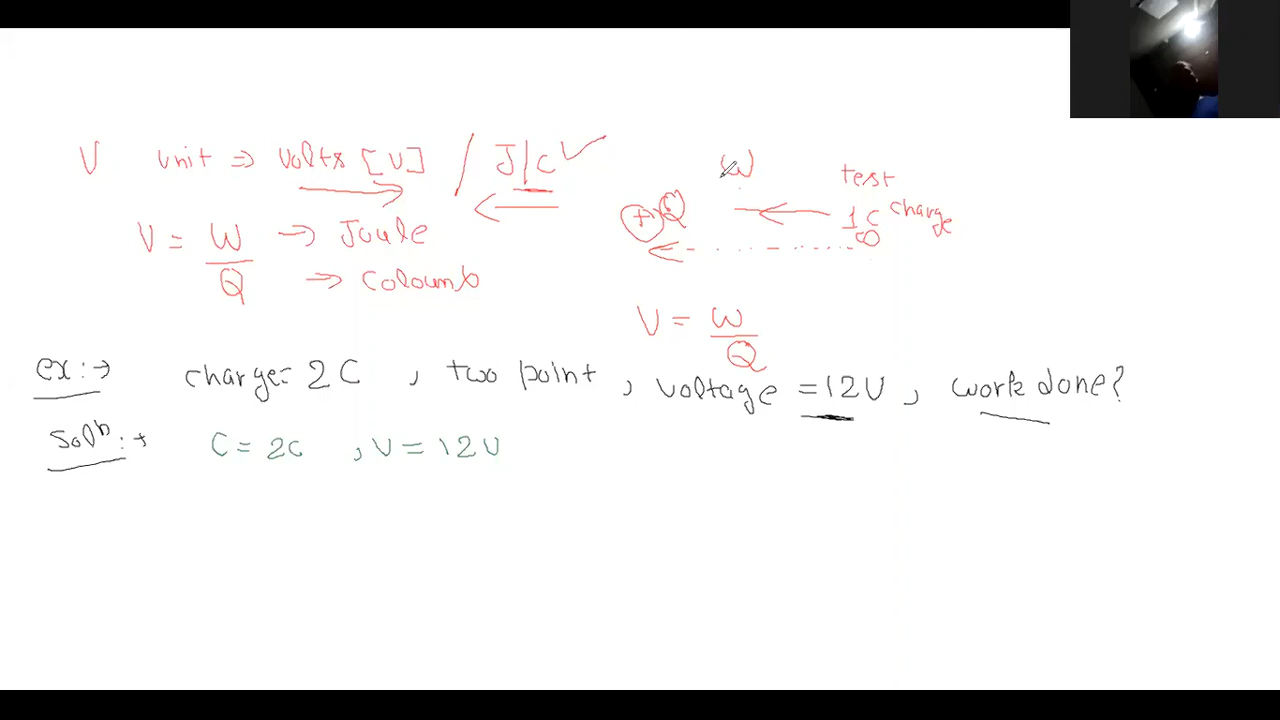 V unit => volts [V] / J/C ✓
V = W/Q → Joule
→ Coloumb
W
test
+ Q ← 1C charge
∞
V = W/Q
ex:→ charge= 2C , two point , voltage =12V , work done?
Solⁿ:→ C = 2C , V = 12V